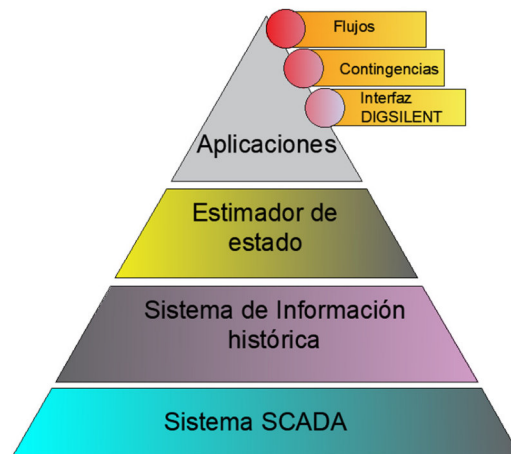 Flujos
Contingencias
Interfaz
DIGSILENT
Aplicaciones
Estimador de
estado
Sistema de Información
histórica
Sistema SCADA